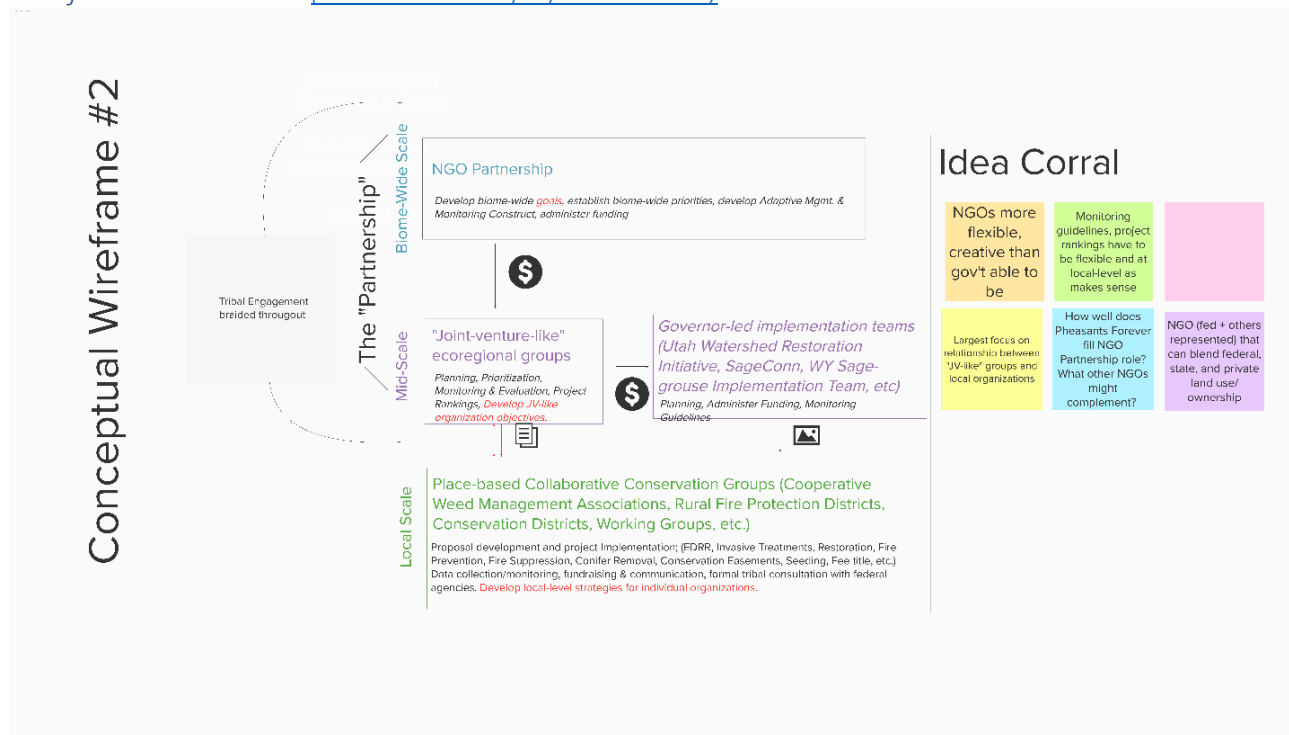 Conceptual Wireframe #2
Tribal Engagement
braided througout
The "Partnership"
Biome-Wide Scale
NGO Partnership
Develop biome-wide goals. establish biome-wide priorities, develop Adaptive Mgmt. &
Monitoring Construct, administer funding
$
Mid-Scale
"Joint-venture-like"
ecoregional groups
Planning, Prioritization,
Monitoring & Evaluation, Project
Rankings, Develop JV-like
organization objectives.
$
Governor-led implementation teams
(Utah Watershed Restoration
Initiative, SageConn, WY Sage-
grouse Implementation Team, etc)
Planning, Administer Funding, Monitoring
Guidelines
Local Scale
Place-based Collaborative Conservation Groups (Cooperative
Weed Management Associations, Rural Fire Protection Districts,
Conservation Districts, Working Groups, etc.)
Proposal development and project Implementation; (EDRR, Invasive Treatments, Restoration, Fire
Prevention, Fire Suppression, Conifer Removal, Conservation Easements, Seeding, Fee title, etc.)
Data collection/monitoring, fundraising & communication, formal tribal consultation with federal
agencies. Develop local-level strategies for individual organizations.
Idea Corral
NGOs more
flexible,
creative than
gov't able to
be
Monitoring
guidelines, project
rankings have to
be flexible and at
local-level as
makes sense
Largest focus on
relationship between
"JV-like" groups and
local organizations
How well does
Pheasants Forever
fill NGO
Partnership role?
What other NGOs
might
complement?
NGO (fed + others
represented) that
can blend federal,
state, and private
land use/
ownership